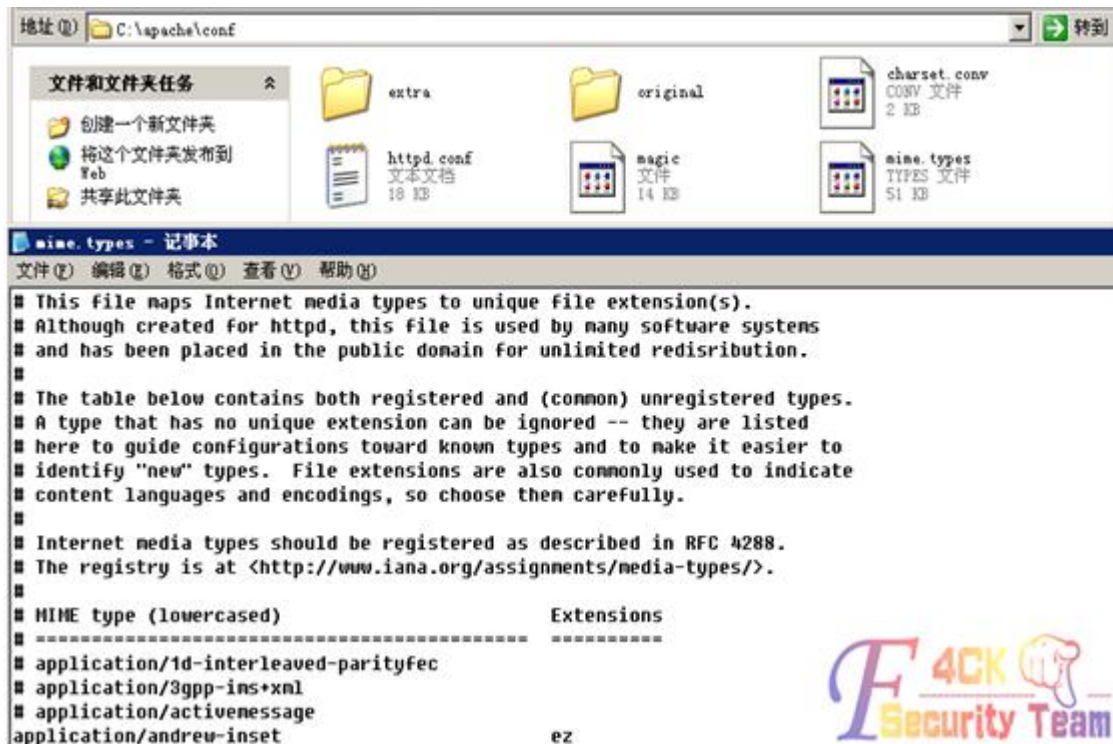 地址(D) C:\apache\conf 转到
文件和文件夹任务
创建一个新文件夹
将这个文件夹发布到
Web
共享此文件夹
extra
original
charset.conv
CONV 文件
2 KB
httpd.conf
文本文档
18 KB
magic
文件
14 KB
mime.types
TYPES 文件
51 KB
mime.types - 记事本
文件(F) 编辑(E) 格式(O) 查看(V) 帮助(H)
# This file maps Internet media types to unique file extension(s).
# Although created for httpd, this file is used by many software systems
# and has been placed in the public domain for unlimited redisribution.
#
# The table below contains both registered and (common) unregistered types.
# A type that has no unique extension can be ignored -- they are listed
# here to guide configurations toward known types and to make it easier to
# identify "new" types.  File extensions are also commonly used to indicate
# content languages and encodings, so choose them carefully.
#
# Internet media types should be registered as described in RFC 4288.
# The registry is at <http://www.iana.org/assignments/media-types/>.
#
# MIME type (lowercased) Extensions
# ============================================ ==========
# application/1d-interleaved-parityfec
# application/3gpp-ims+xml
# application/activemessage
application/andrew-inset ez
F4CK
Security Team